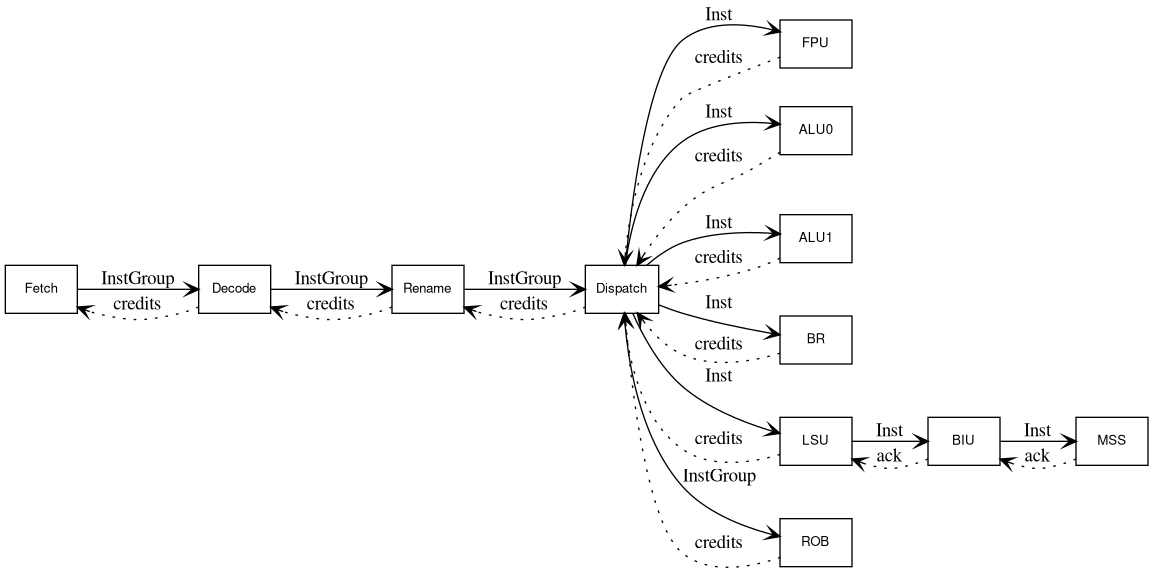 Inst
FPU
credits
Inst
ALU0
credits
Inst
ALU1
credits
Fetch
InstGroup
credits
Decode
InstGroup
credits
Rename
InstGroup
credits
Dispatch
Inst
BR
credits
Inst
LSU
credits
Inst
ack
BIU
Inst
ack
MSS
InstGroup
ROB
credits